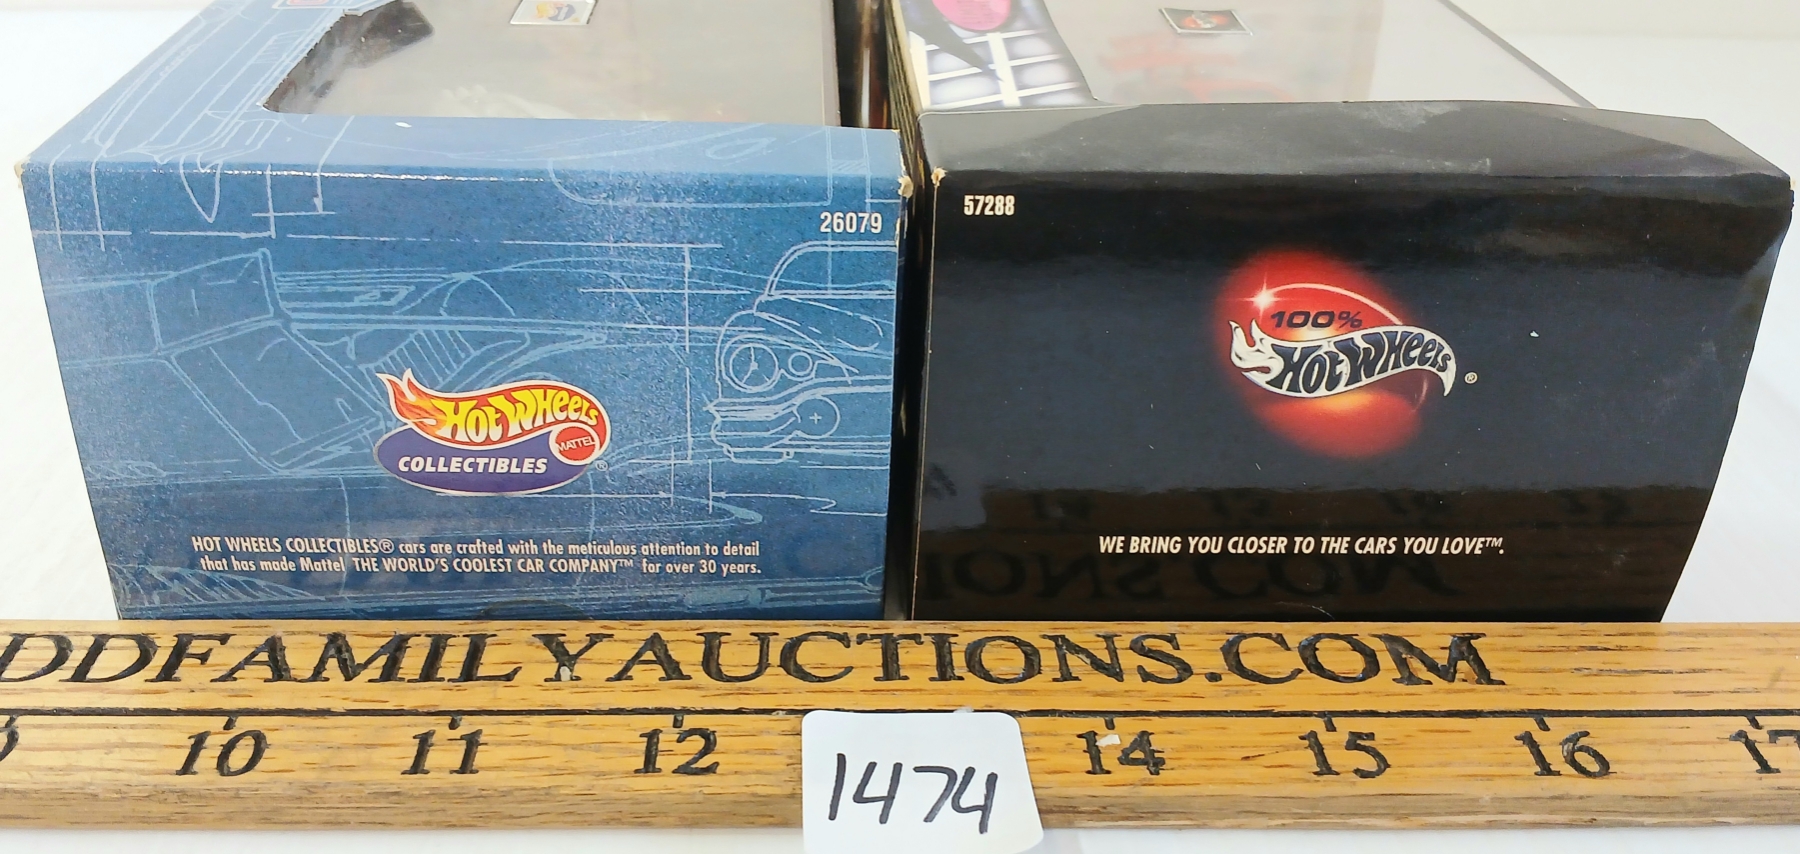 26079
HOT WHEELS
MATTEL
COLLECTIBLES®
HOT WHEELS COLLECTIBLES® cars are crafted with the meticulous attention to detail
that has made Mattel THE WORLD'S COOLEST CAR COMPANY™ for over 30 years.
57288
100%
HOT WHEELS®
WE BRING YOU CLOSER TO THE CARS YOU LOVE™.
DDFAMILYAUCTIONS.COM
10 11 12 14 15 16 17
1474